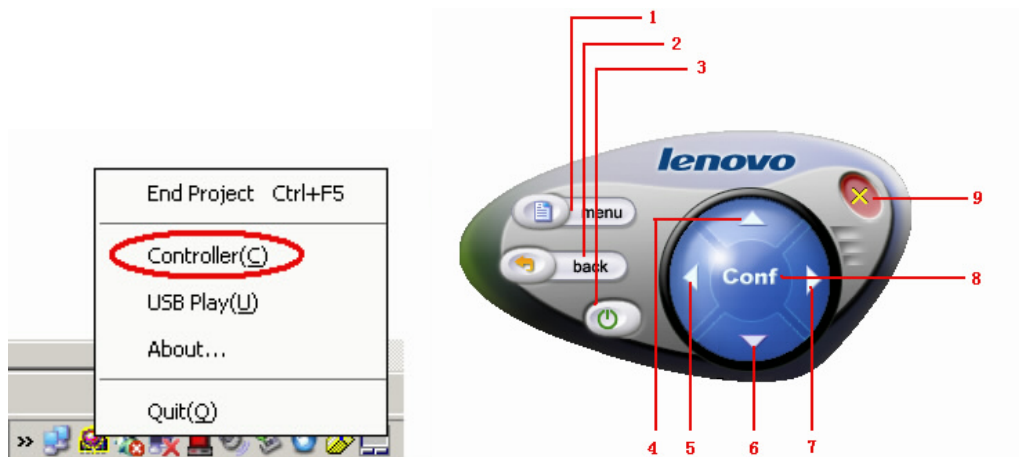 End Project Ctrl+F5
Controller(C)
USB Play(U)
About...
Quit(Q)
»
1
2
3
lenovo
menu
9
4
back
Conf
8
5
6
7